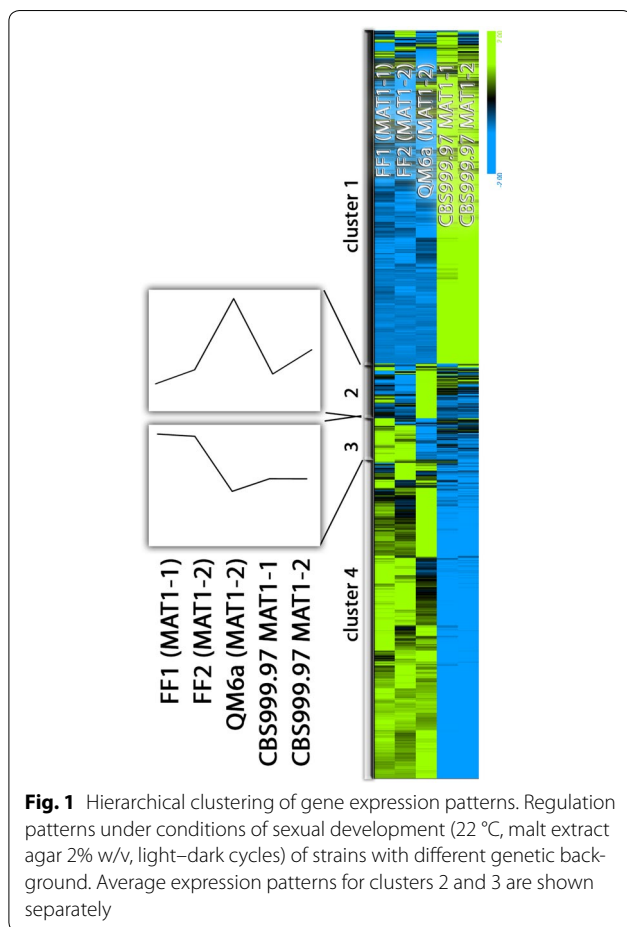 FF1 (MAT1-1)
FF2 (MAT1-2)
QM6a (MAT1-2)
CBS999.97 MAT1-1
CBS999.97 MAT1-2
cluster 1
2
3
cluster 4
FF1 (MAT1-1)
FF2 (MAT1-2)
QM6a (MAT1-2)
CBS999.97 MAT1-1
CBS999.97 MAT1-2
-2.00
Fig. 1 Hierarchical clustering of gene expression patterns. Regulation
patterns under conditions of sexual development (22 °C, malt extract
agar 2% w/v, light–dark cycles) of strains with different genetic back-
ground. Average expression patterns for clusters 2 and 3 are shown
separately